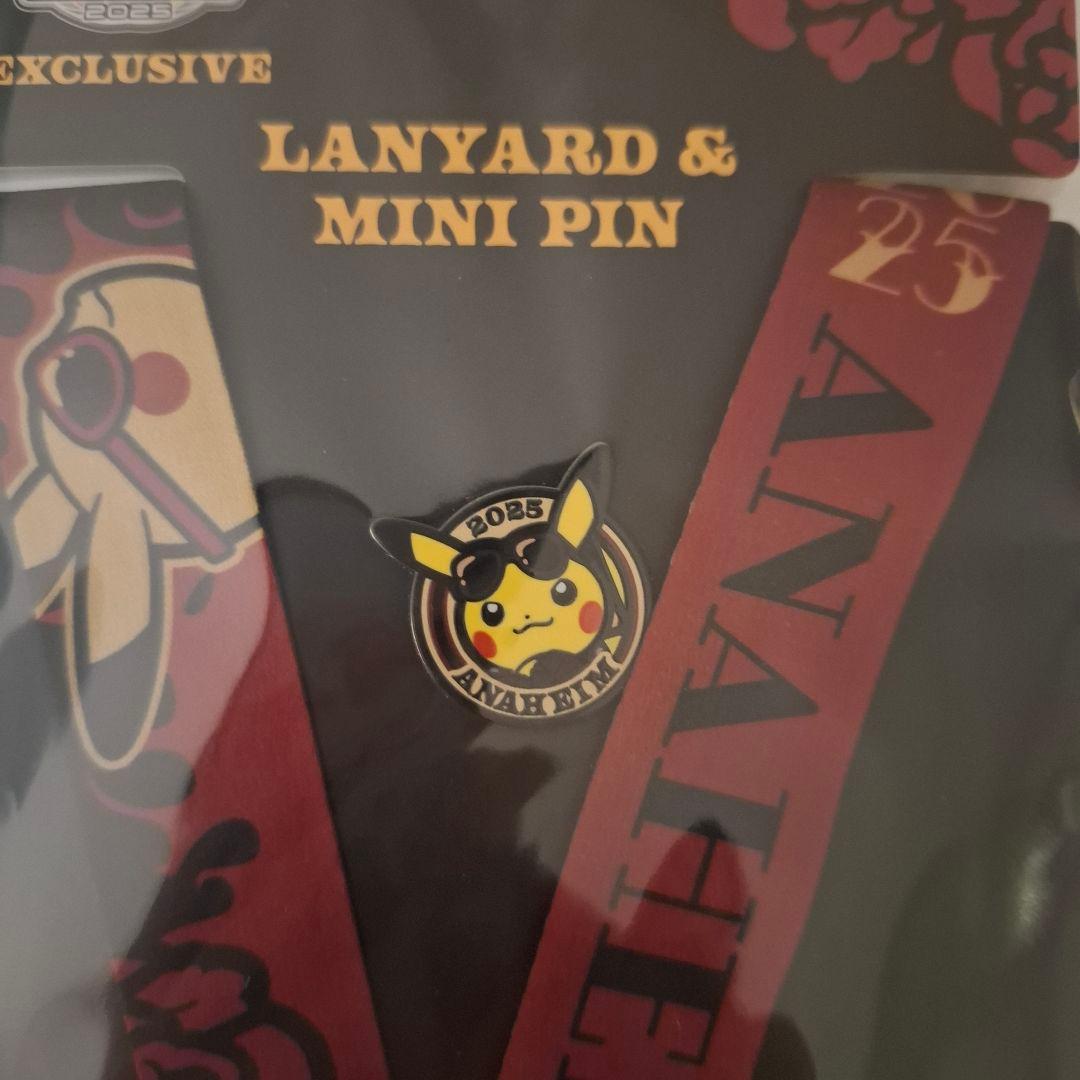 2025
EXCLUSIVE
LANYARD &
MINI PIN
25
ANAHE
2025
ANAHEIM